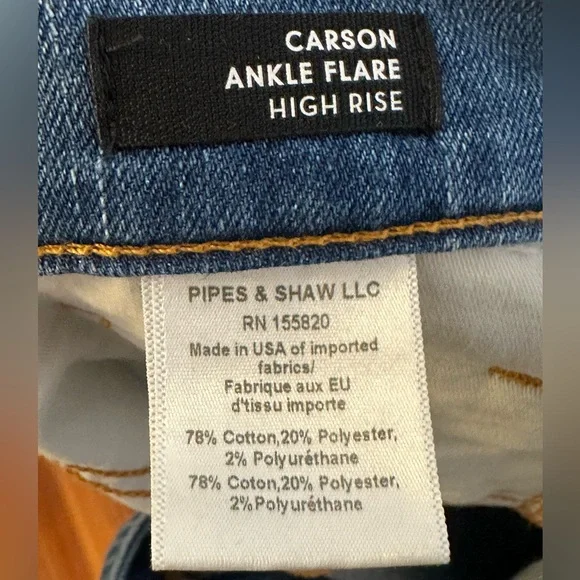 CARSON
ANKLE FLARE
HIGH RISE
PIPES & SHAW LLC
RN 155820
Made in USA of imported
fabrics/
Fabrique aux EU
d'tissu importe
78% Cotton,20% Polyester,
2% Polyuréthane
78% Coton,20% Polyester,
2%Polyuréthane